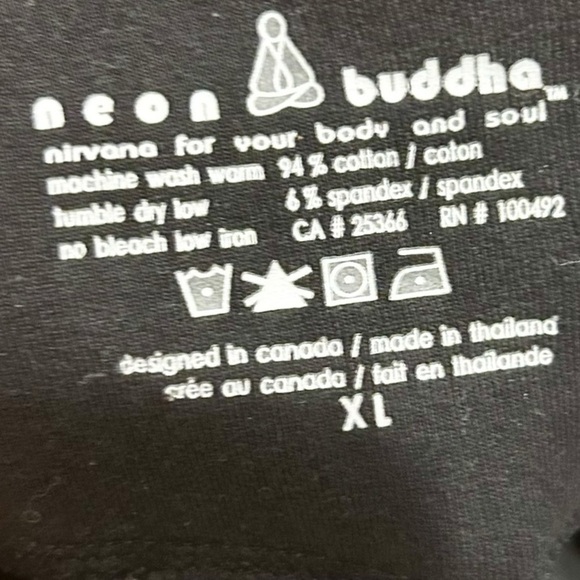 neon buddha™
nirvana for your body and soul
machine wash warm 94% cotton / coton
tumble dry low 6% spandex / spandex
no bleach low iron CA # 25366 RN # 100492
designed in canada / made in thailand
srée au canada / fait en thaïlande
XL